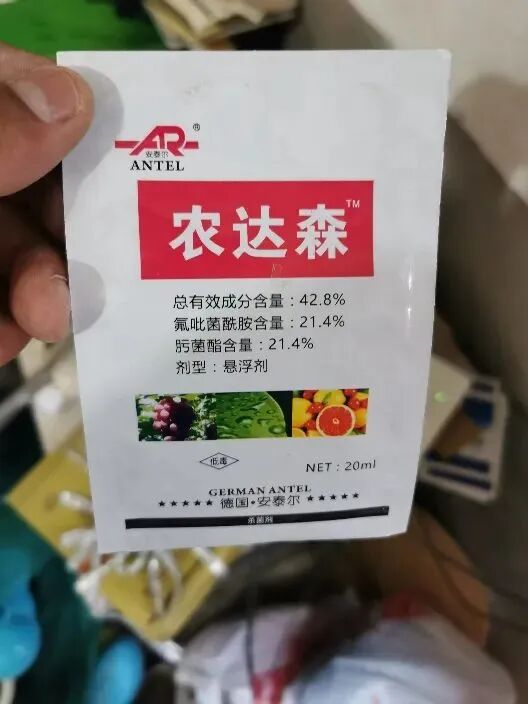 AR®
安泰尔
ANTEL
农达森™
总有效成分含量：42.8%
氟吡菌酰胺含量：21.4%
肟菌酯含量：21.4%
剂型：悬浮剂
低毒
NET：20ml
GERMAN ANTEL
★★★★★ 德国·安泰尔 ★★★★★
杀菌剂